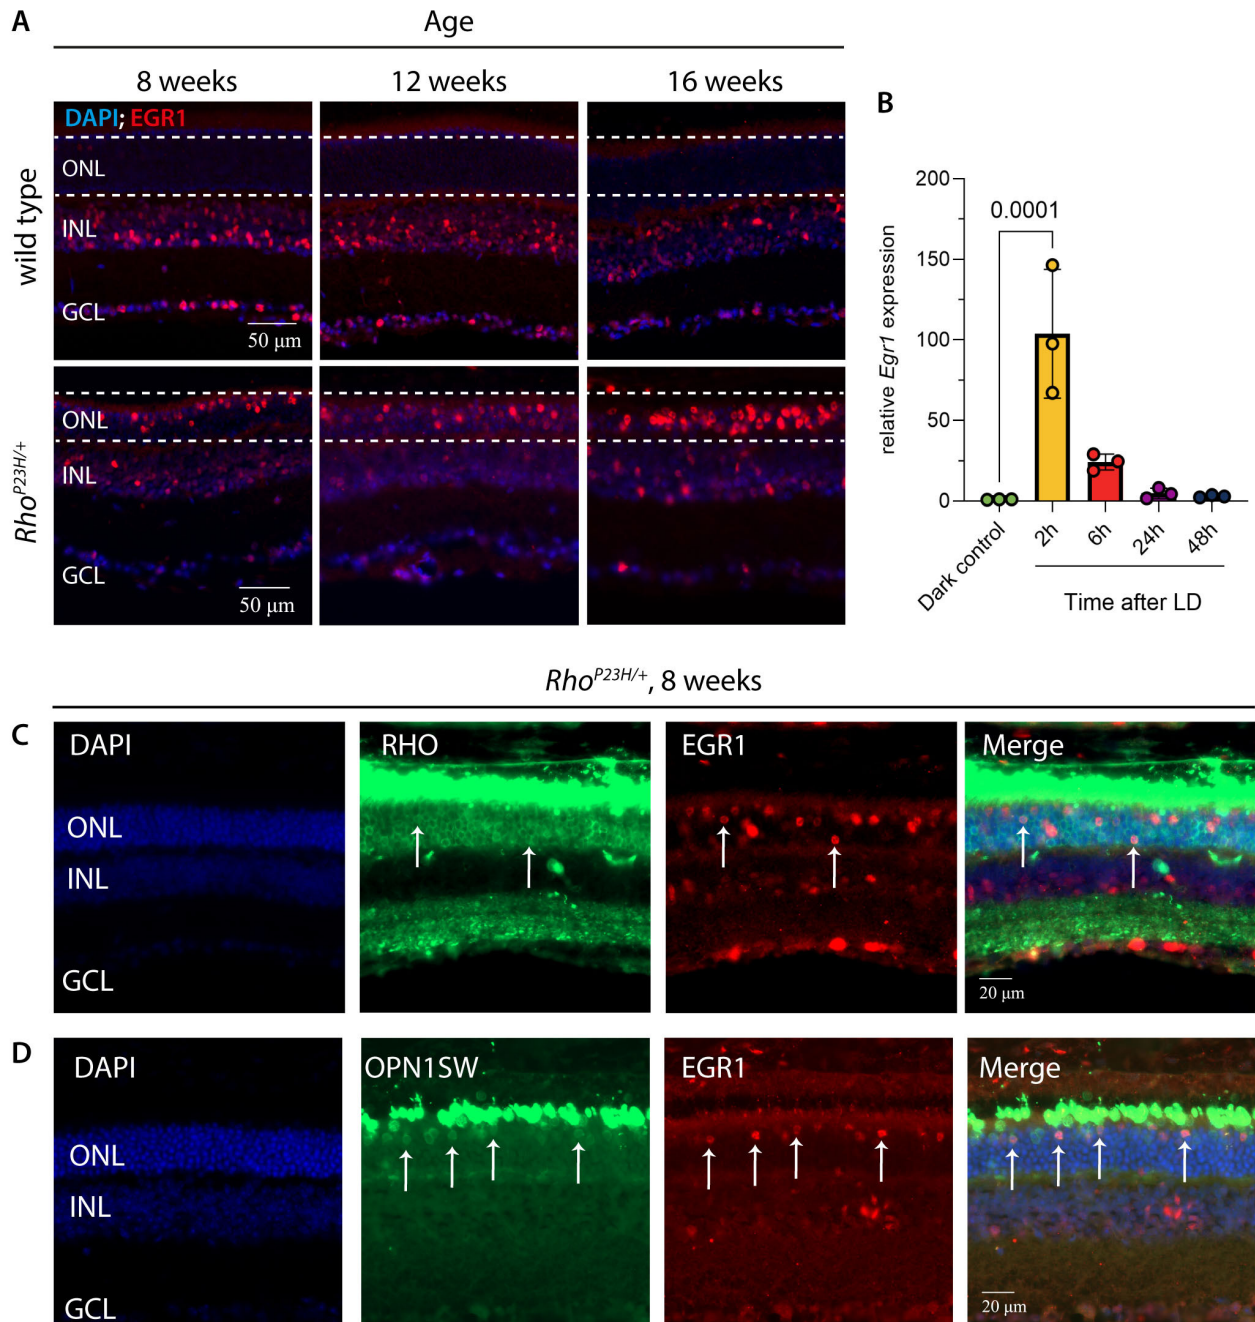 A
Age
8 weeks
12 weeks
16 weeks
wild type
DAPI; EGR1
ONL
INL
GCL
50 µm
Rho^P23H/+
ONL
INL
GCL
50 µm
B
relative Egr1 expression
200
150
100
50
0
0.0001
Dark control
2h
6h
24h
48h
Time after LD
Rho^P23H/+, 8 weeks
C
DAPI
RHO
EGR1
Merge
ONL
INL
GCL
20 µm
D
DAPI
OPN1SW
EGR1
Merge
ONL
INL
GCL
20 µm